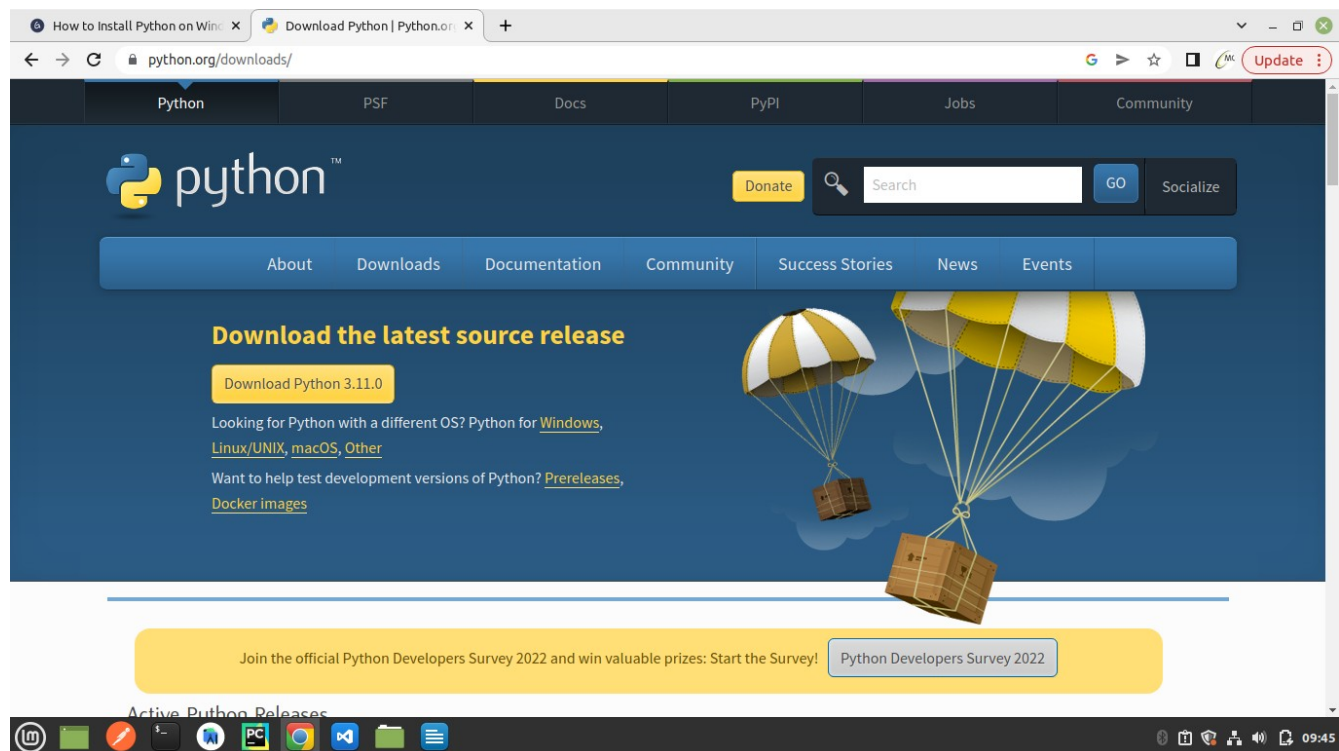 How to Install Python on Win
Download Python | Python.or
python.org/downloads/
Update
Python PSF Docs PyPI Jobs Community
python™
Donate Search GO Socialize
About Downloads Documentation Community Success Stories News Events
Download the latest source release
Download Python 3.11.0
Looking for Python with a different OS? Python for Windows,
Linux/UNIX, macOS, Other
Want to help test development versions of Python? Prereleases,
Docker images
Join the official Python Developers Survey 2022 and win valuable prizes: Start the Survey! Python Developers Survey 2022
Active Python Releases
PC
09:45